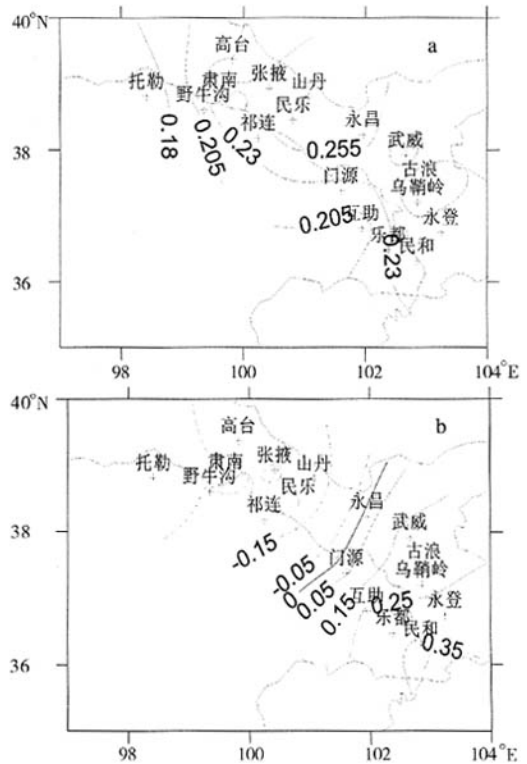 40°N
a
高台
张掖
托勒
肃南
山丹
野牛沟
民乐
祁连
永昌
0.18
0.205
0.23
武威
38
0.255
古浪
门源
乌鞘岭
互助
永登
0.205
乐都
民和
0.23
36
98
100
102
104°E
40°N
b
高台
张掖
托勒
肃南
山丹
野牛沟
民乐
祁连
永昌
武威
38
-0.15
门源
古浪
-0.05
乌鞘岭
0
0.05
互助
0.25
永登
0.15
乐都
民和
0.35
36
98
100
102
104°E